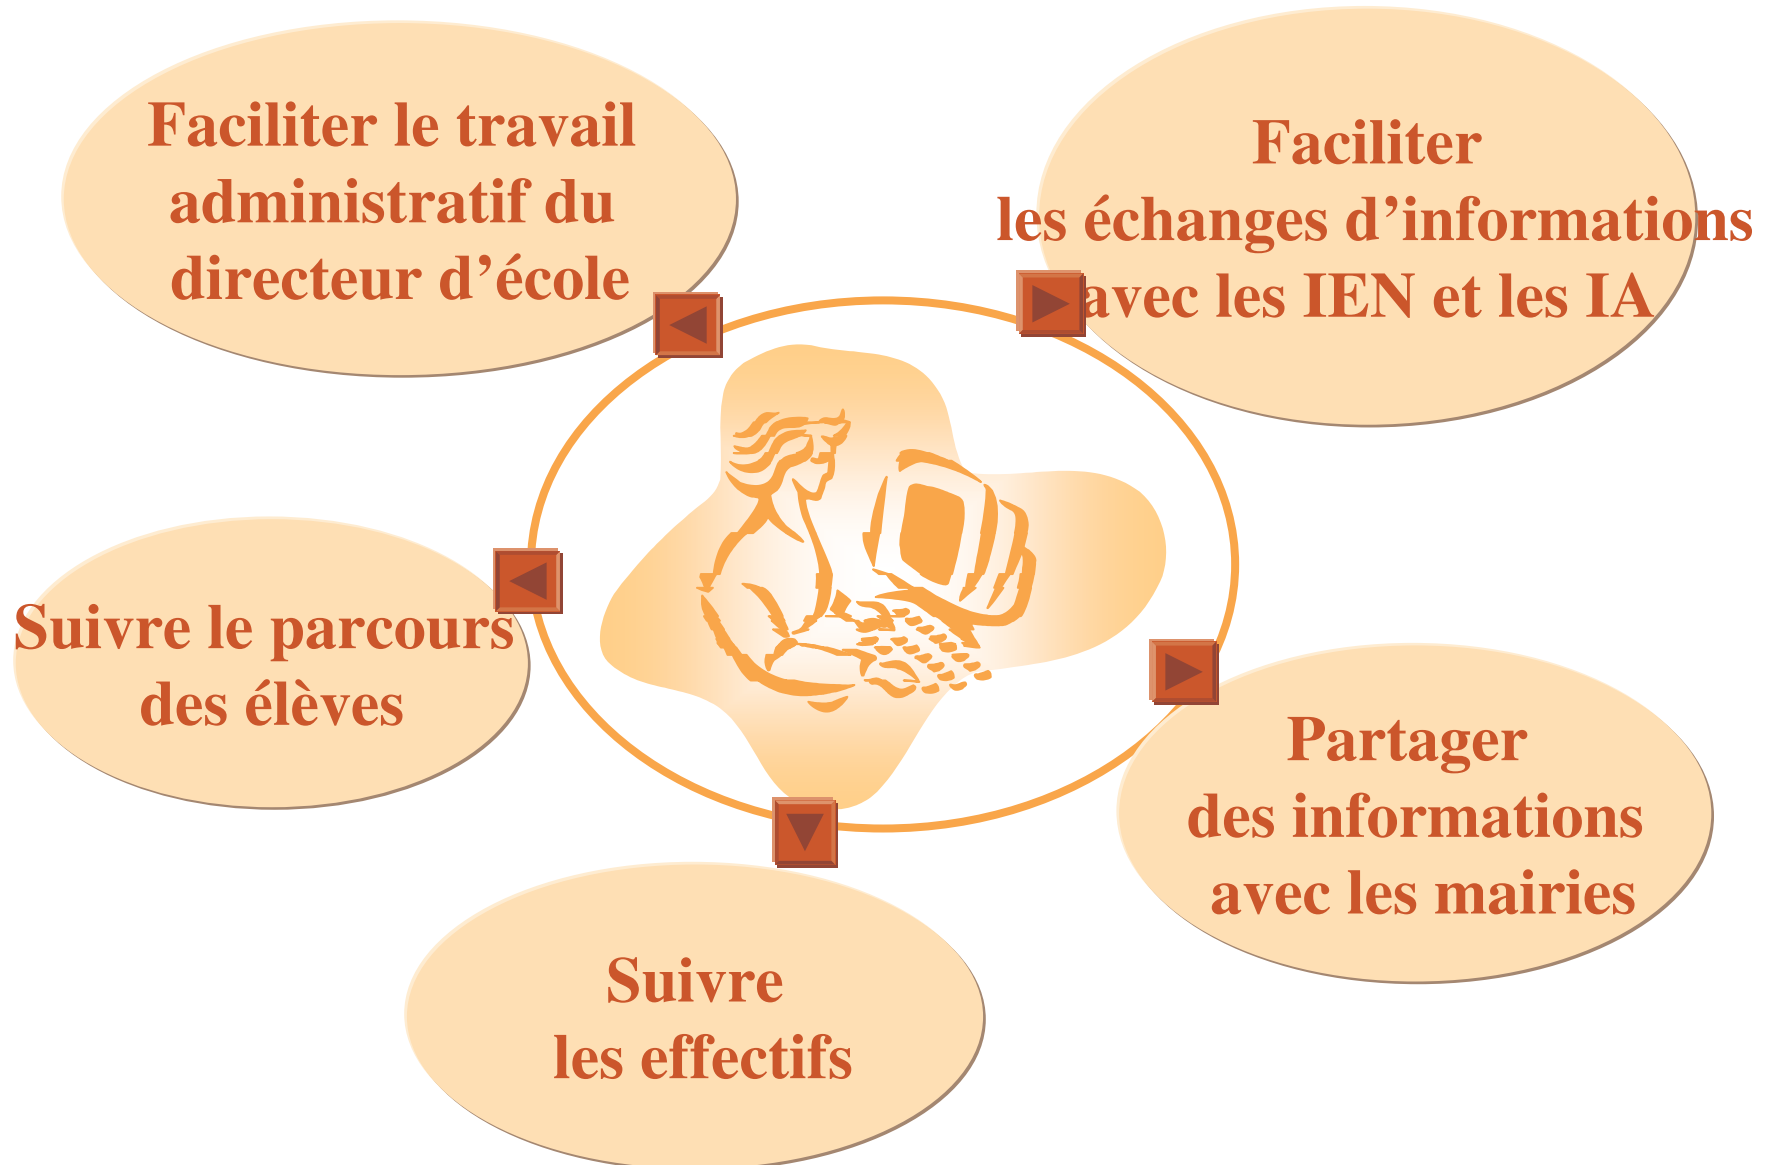 Faciliter le travail
administratif du
directeur d’école
Faciliter
les échanges d’informations
avec les IEN et les IA
Suivre le parcours
des élèves
Partager
des informations
avec les mairies
Suivre
les effectifs